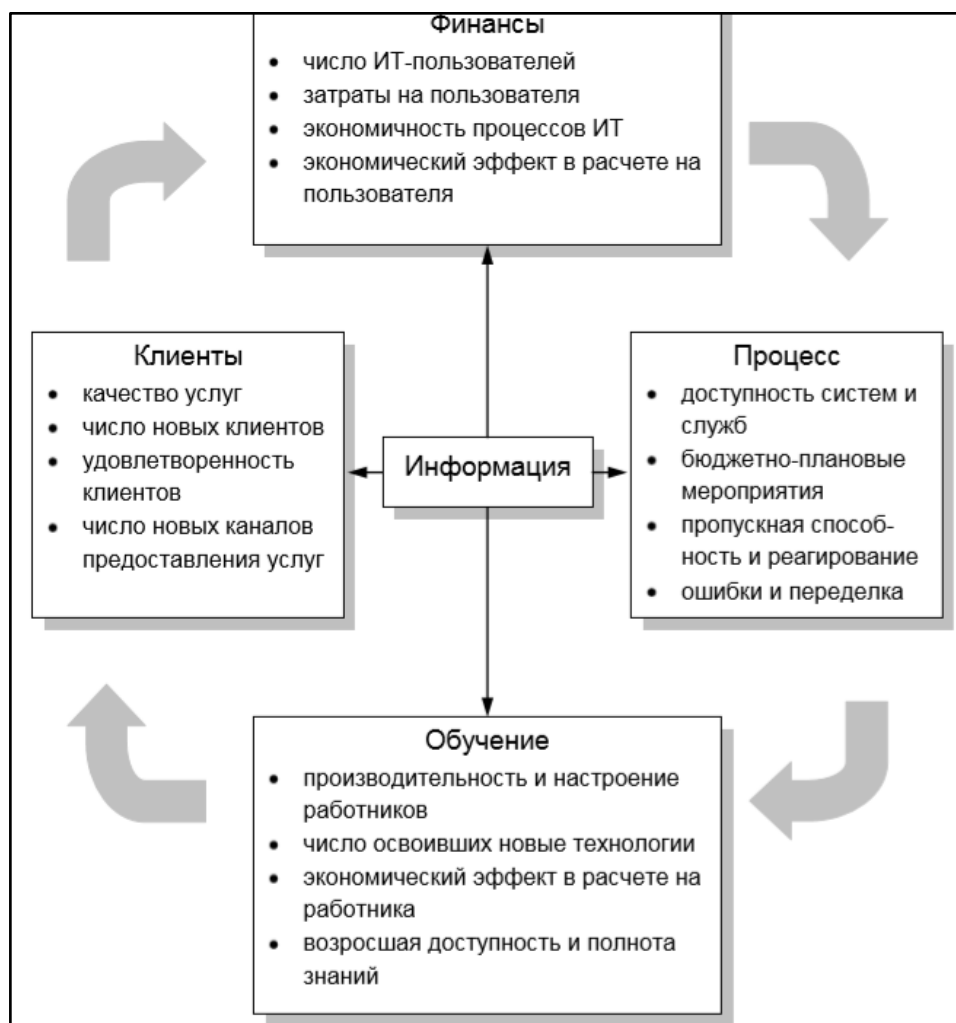 Финансы
• число ИТ-пользователей
• затраты на пользователя
• экономичность процессов ИТ
• экономический эффект в расчете на
пользователя
Клиенты
• качество услуг
• число новых клиентов
• удовлетворенность
клиентов
• число новых каналов
предоставления услуг
Информация
Процесс
• доступность систем и
служб
• бюджетно-плановые
мероприятия
• пропускная способ-
ность и реагирование
• ошибки и переделка
Обучение
• производительность и настроение
работников
• число освоивших новые технологии
• экономический эффект в расчете на
работника
• возросшая доступность и полнота
знаний